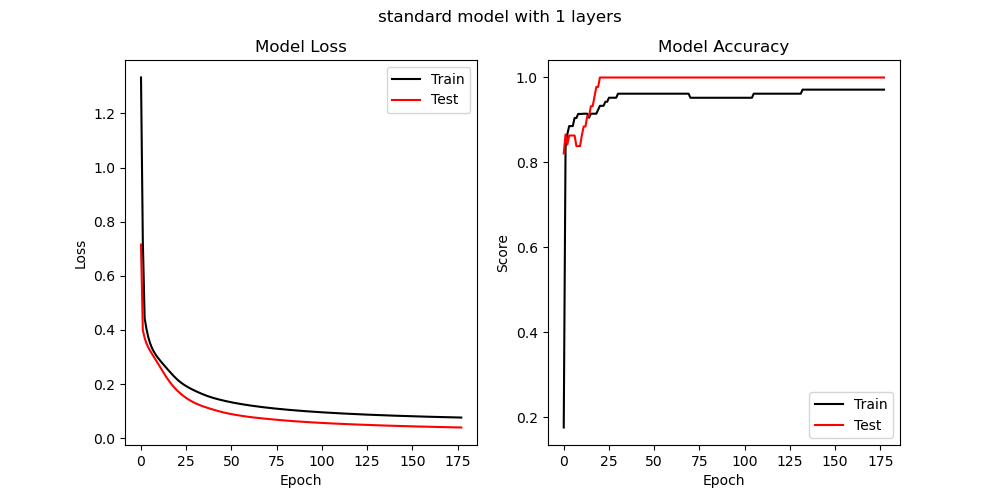 standard model with 1 layers
Model Loss
1.2
1.0
0.8
0.6
0.4
0.2
0.0
Loss
0 25 50 75 100 125 150 175
Epoch
Train
Test
Model Accuracy
1.0
0.8
0.6
0.4
0.2
Score
0 25 50 75 100 125 150 175
Epoch
Train
Test